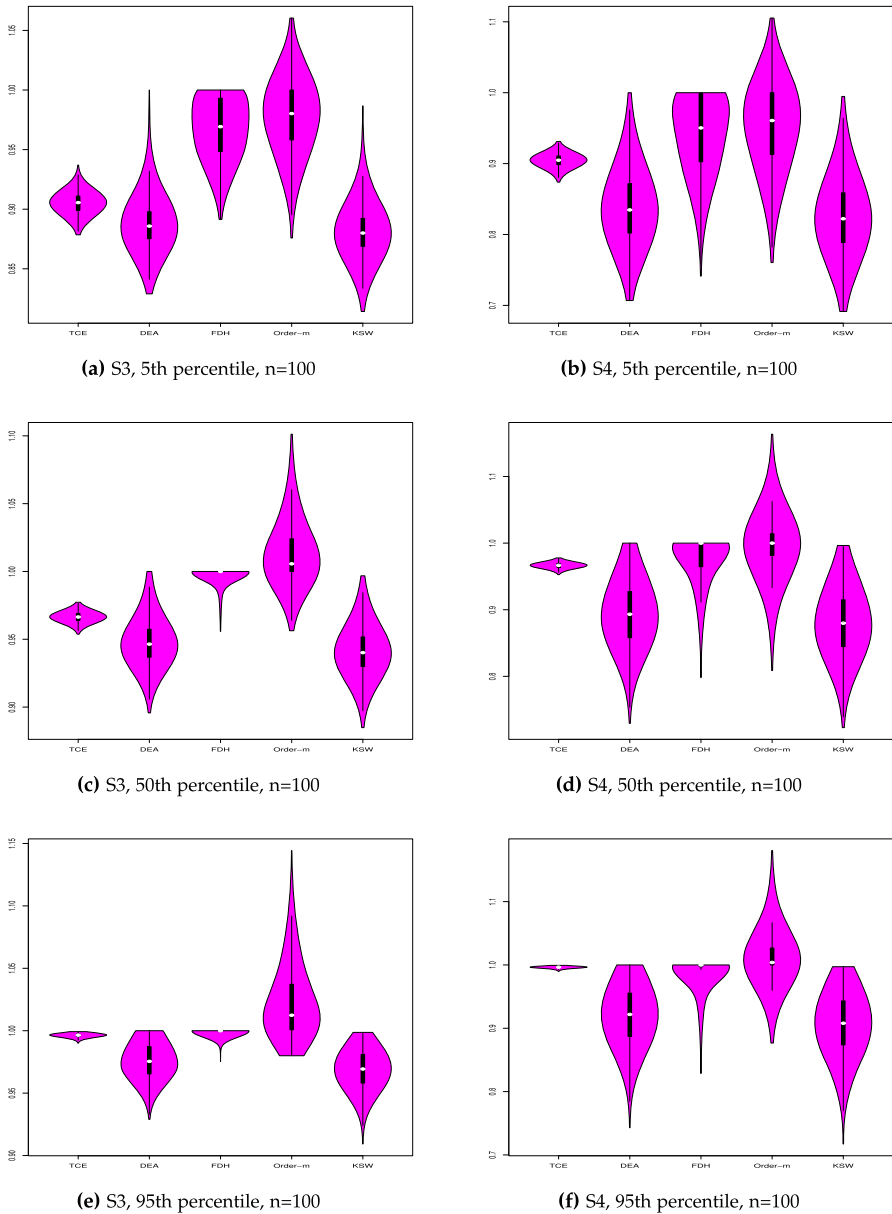 1.05
1.00
0.95
0.90
0.85
TCE DEA FDH Order−m KSW
(a) S3, 5th percentile, n=100
1.1
1.0
0.9
0.8
0.7
TCE DEA FDH Order−m KSW
(b) S4, 5th percentile, n=100
1.10
1.05
1.00
0.95
0.90
TCE DEA FDH Order−m KSW
(c) S3, 50th percentile, n=100
1.1
1.0
0.9
0.8
TCE DEA FDH Order−m KSW
(d) S4, 50th percentile, n=100
1.15
1.10
1.05
1.00
0.95
0.90
TCE DEA FDH Order−m KSW
(e) S3, 95th percentile, n=100
1.1
1.0
0.9
0.8
0.7
TCE DEA FDH Order−m KSW
(f) S4, 95th percentile, n=100